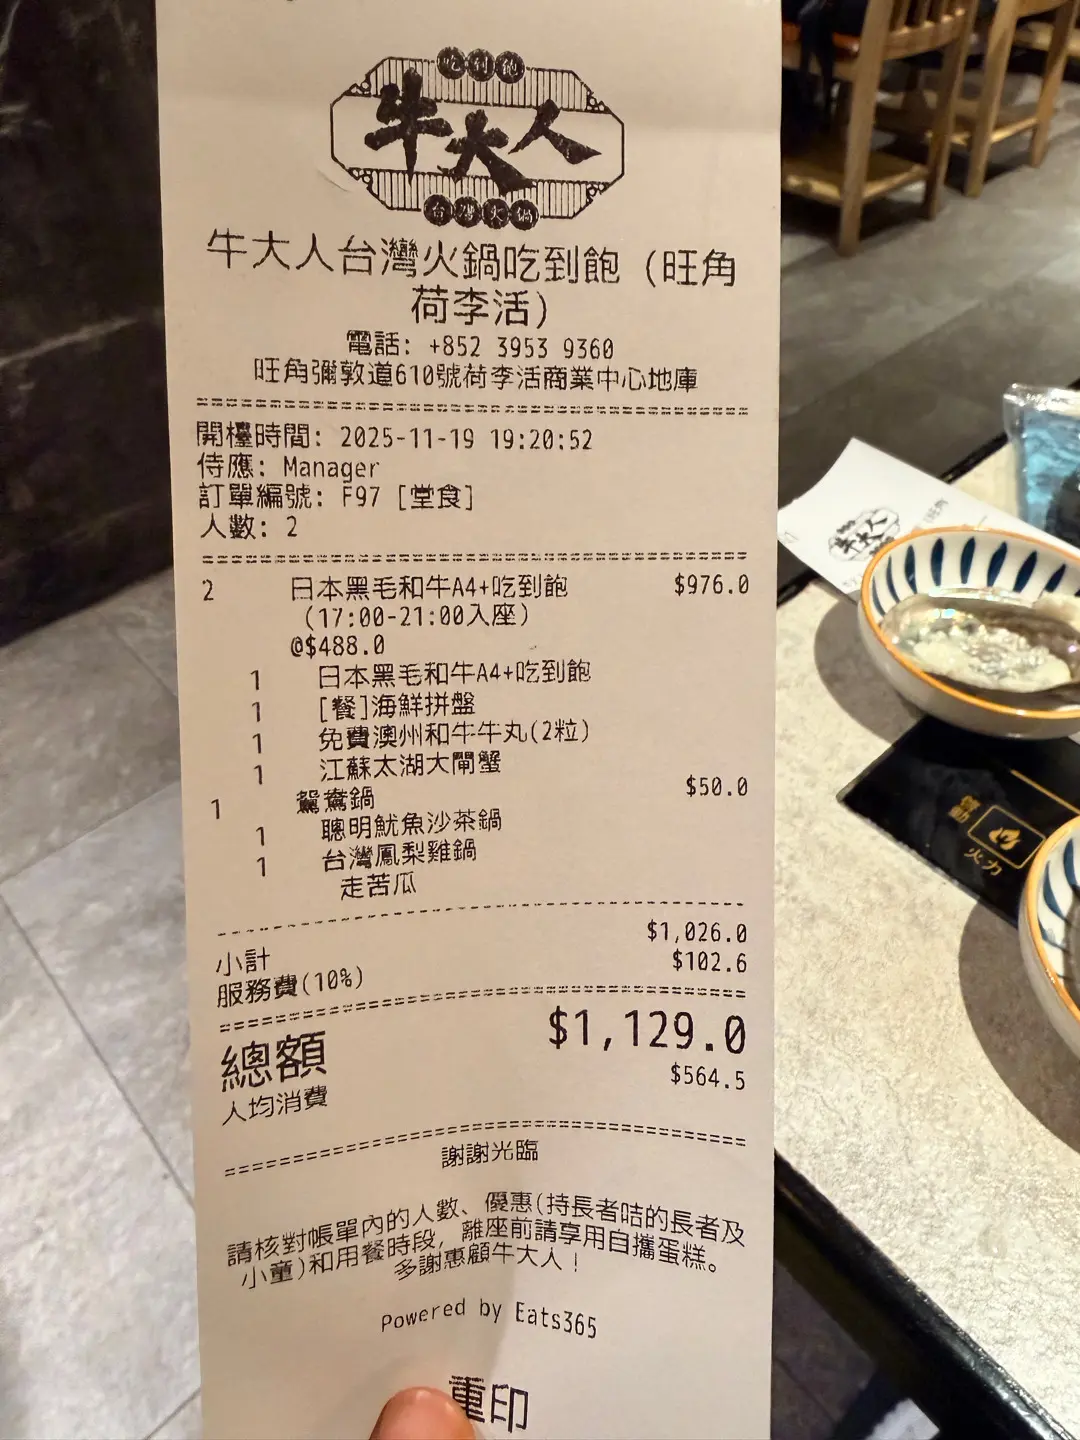 吃到飽
牛大人
台灣火鍋
牛大人台灣火鍋吃到飽 (旺角
荷李活)
電話: +852 3953 9360
旺角彌敦道610號荷李活商業中心地庫
開檯時間: 2025-11-19 19:20:52
侍應: Manager
訂單編號: F97 [堂食]
人數: 2
2 日本黑毛和牛A4+吃到飽 $976.0
(17:00-21:00入座)
@$488.0
1 日本黑毛和牛A4+吃到飽
1 [餐]海鮮拼盤
1 免費澳州和牛牛丸(2粒)
1 江蘇太湖大閘蟹
1 鴛鴦鍋 $50.0
1 聰明魷魚沙茶鍋
1 台灣鳳梨雞鍋
走苦瓜
小計 $1,026.0
服務費(10%) $102.6
總額 $1,129.0
人均消費 $564.5
謝謝光臨
請核對帳單內的人數、優惠(持長者咭的長者及
小童)和用餐時段, 離座前請享用自攜蛋糕。
多謝惠顧牛大人!
Powered by Eats365
重印
牛大人
火力